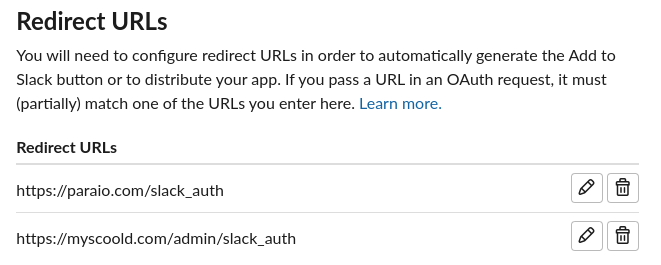 Redirect URLs
You will need to configure redirect URLs in order to automatically generate the Add to
Slack button or to distribute your app. If you pass a URL in an OAuth request, it must
(partially) match one of the URLs you enter here. Learn more.
Redirect URLs
https://paraio.com/slack_auth
https://myscoold.com/admin/slack_auth